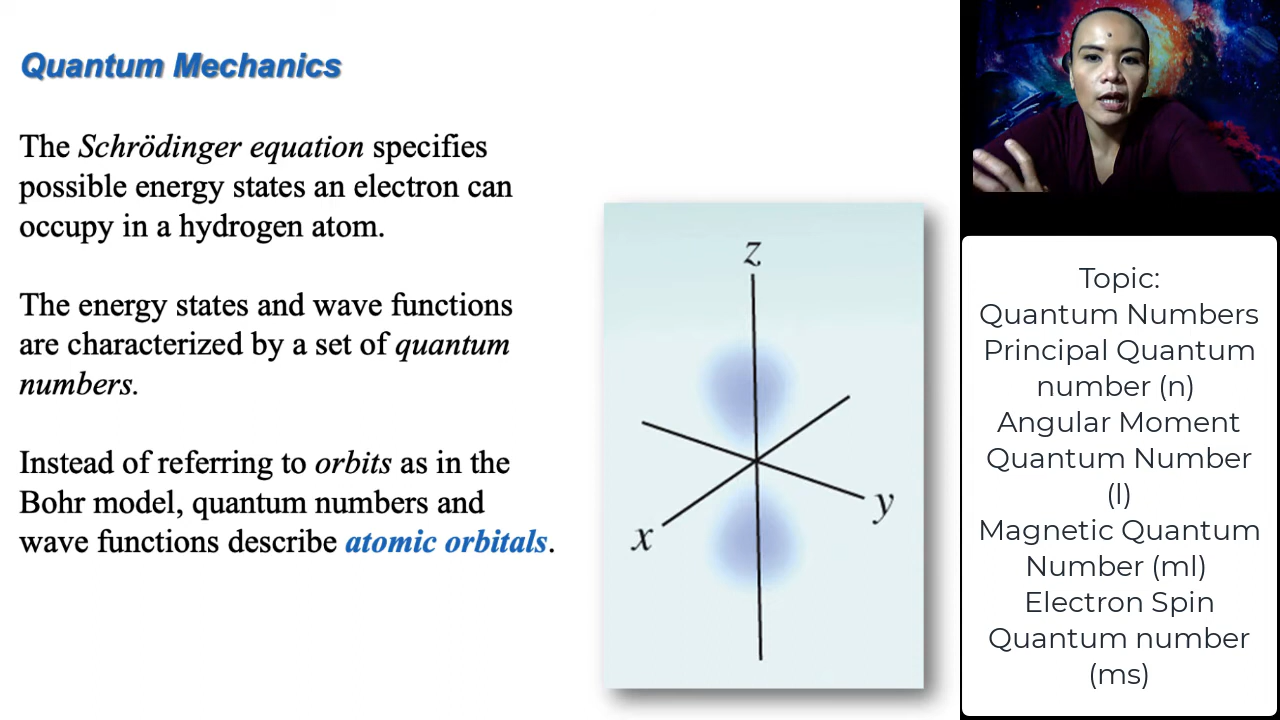 Quantum Mechanics
The Schrödinger equation specifies
possible energy states an electron can
occupy in a hydrogen atom.
The energy states and wave functions
are characterized by a set of quantum
numbers.
Instead of referring to orbits as in the
Bohr model, quantum numbers and
wave functions describe atomic orbitals.
z
y
x
Topic:
Quantum Numbers
Principal Quantum
number (n)
Angular Moment
Quantum Number
(l)
Magnetic Quantum
Number (ml)
Electron Spin
Quantum number
(ms)